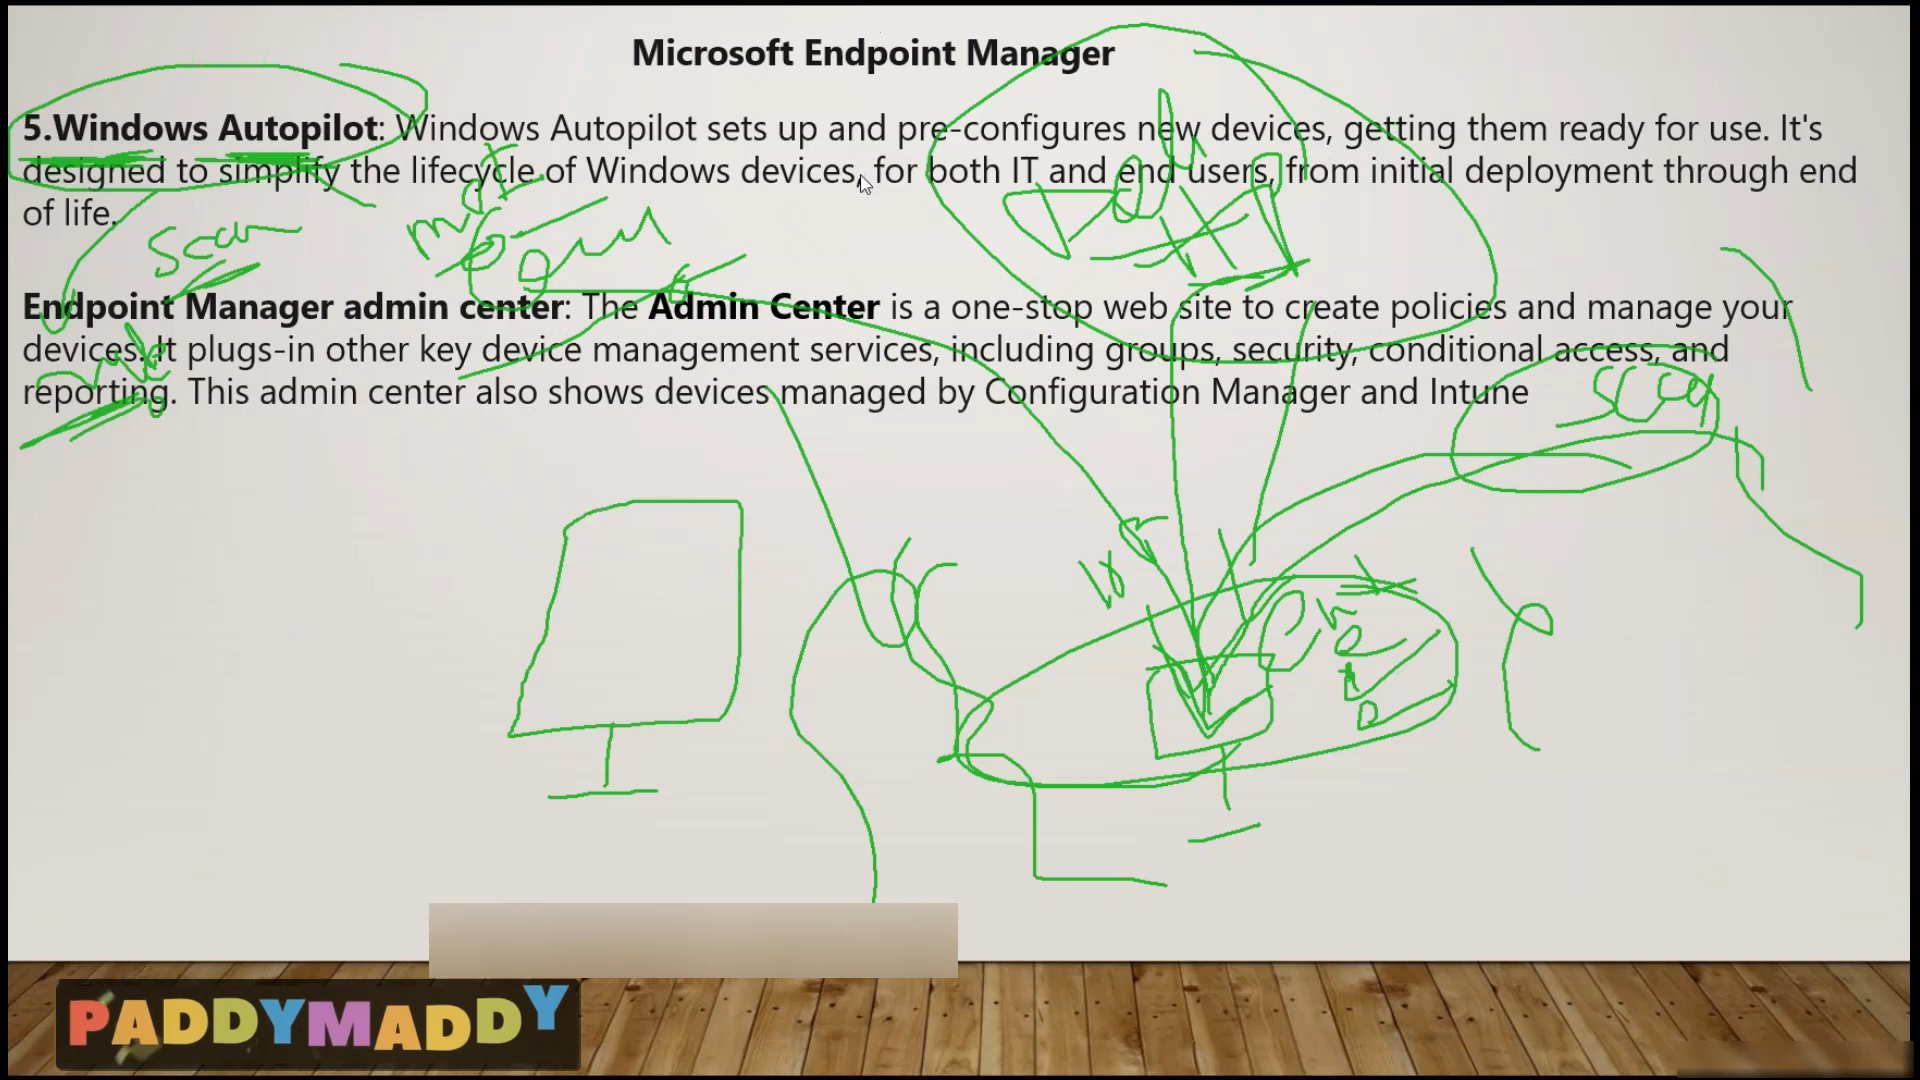 Microsoft Endpoint Manager
5.Windows Autopilot: Windows Autopilot sets up and pre-configures new devices, getting them ready for use. It's
designed to simplify the lifecycle of Windows devices, for both IT and end users, from initial deployment through end
of life.
Scan
Endpoint Manager admin center: The Admin Center is a one-stop web site to create policies and manage your
devices. It plugs-in other key device management services, including groups, security, conditional access, and
reporting. This admin center also shows devices managed by Configuration Manager and Intune
PADDYMADDY